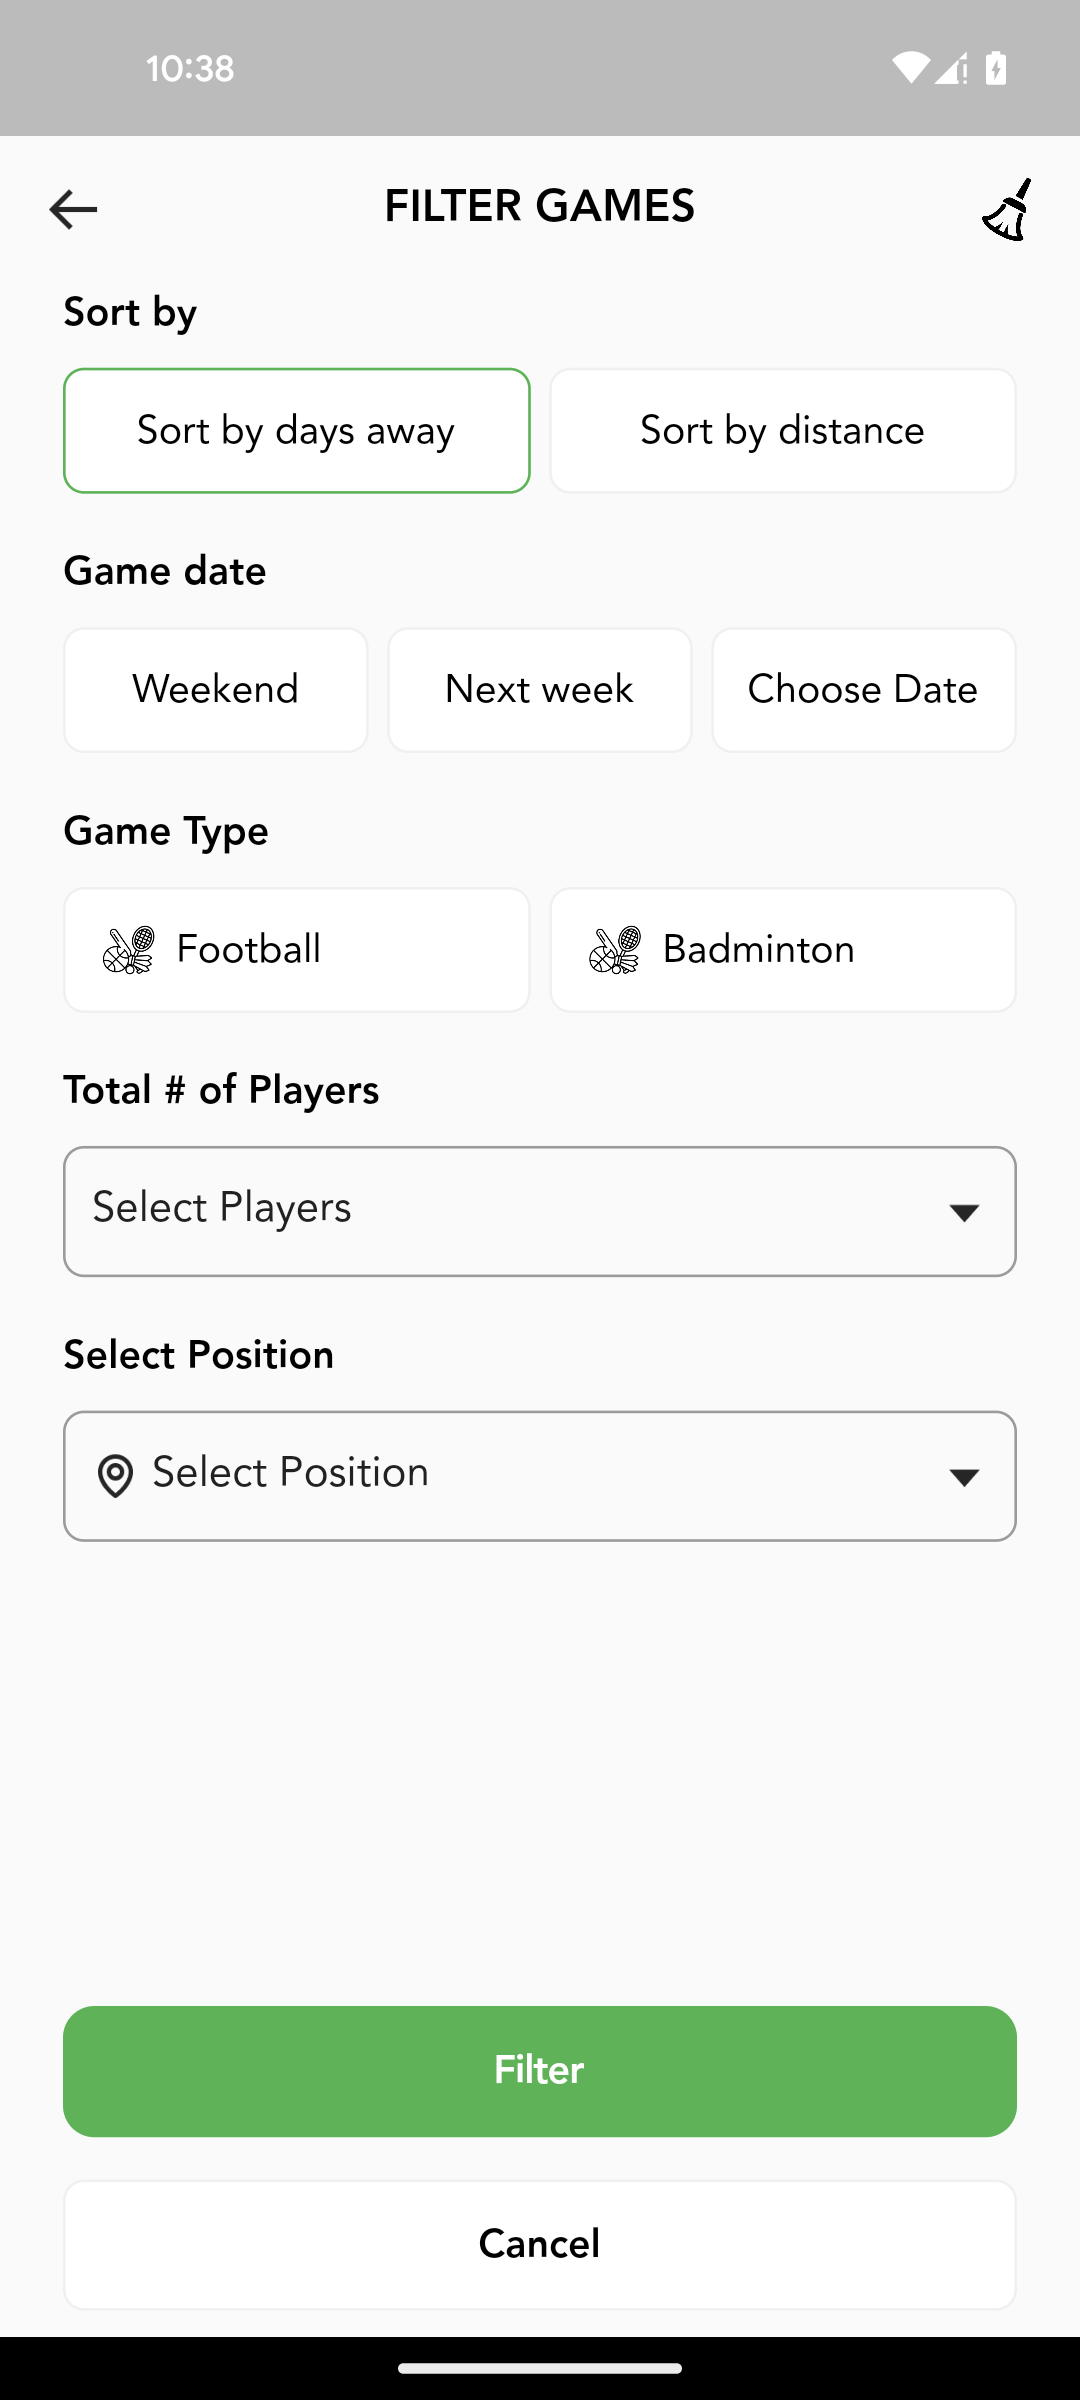 10:38
FILTER GAMES
Sort by
Sort by days away
Sort by distance
Game date
Weekend
Next week
Choose Date
Game Type
Football
Badminton
Total # of Players
Select Players
Select Position
Select Position
Filter
Cancel